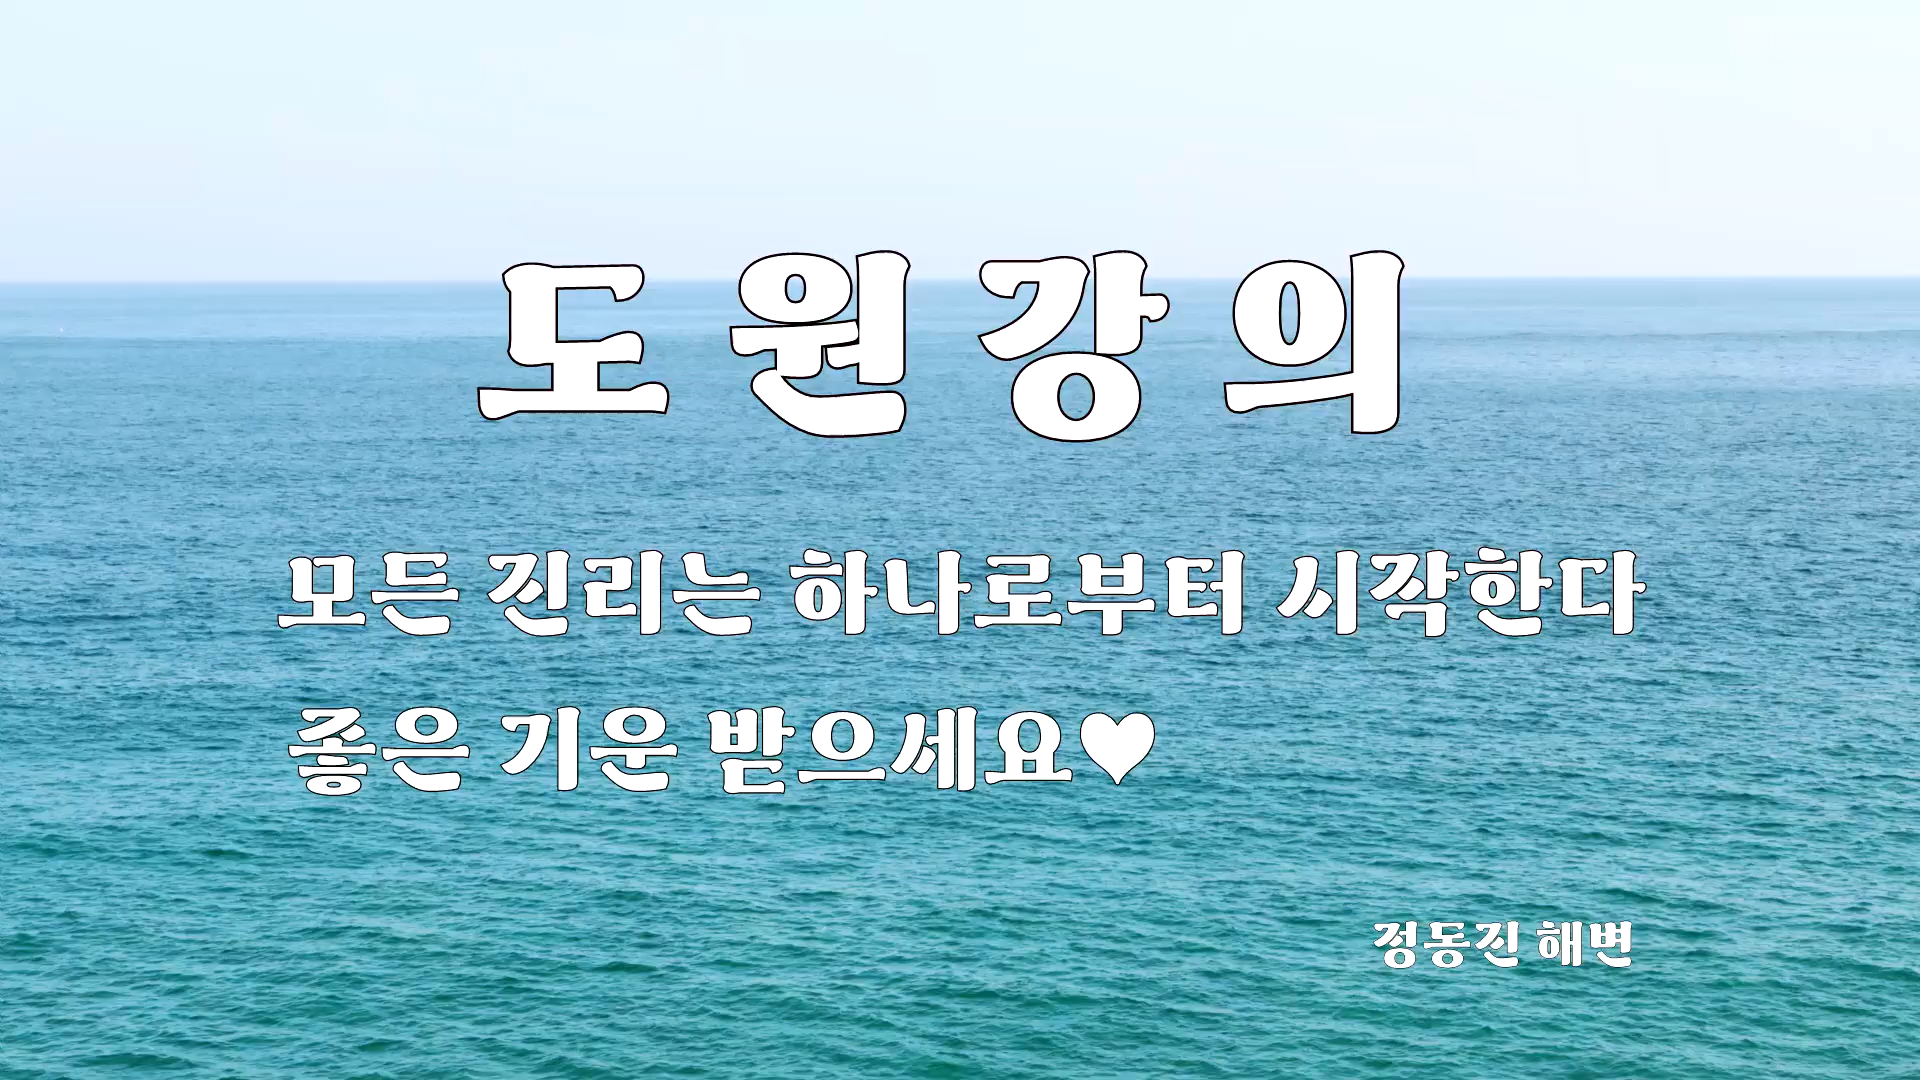 도원강의
모든 진리는 하나로부터 시작한다
좋은 기운 받으세요♥
정동진 해변